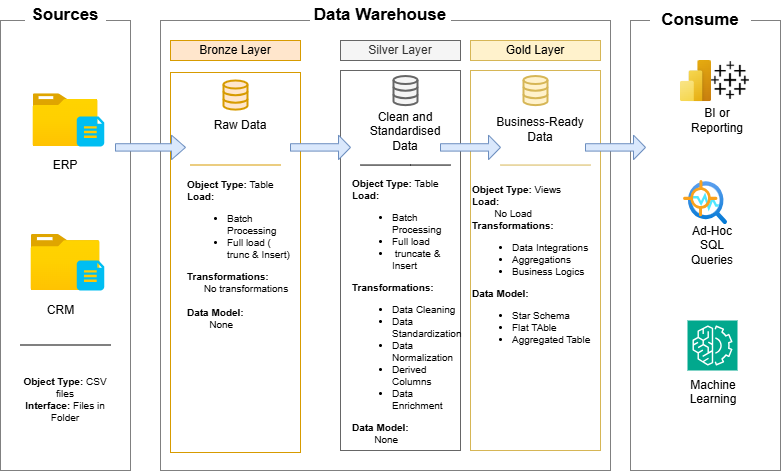 Sources
Data Warehouse
Consume
Bronze Layer
Silver Layer
Gold Layer
ERP
CRM
Object Type: CSV
files
Interface: Files in
Folder
Raw Data
Object Type: Table
Load:
Batch
Processing
Full load (
trunc & Insert)
Transformations:
No transformations
Data Model:
None
Clean and
Standardised
Data
Object Type: Table
Load:
Batch
Processing
Full load
truncate &
Insert
Transformations:
Data Cleaning
Data
Standardization
Data
Normalization
Derived
Columns
Data
Enrichment
Data Model:
None
Business-Ready
Data
Object Type: Views
Load:
No Load
Transformations:
Data Integrations
Aggregations
Business Logics
Data Model:
Star Schema
Flat TAble
Aggregated Table
BI or
Reporting
Ad-Hoc
SQL
Queries
Machine
Learning